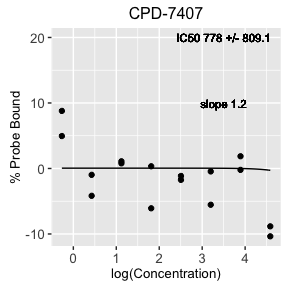 CPD-7407
IC50 778 +/- 809.1
slope 1.2
% Probe Bound
20
10
0
-10
0 1 2 3 4
log(Concentration)